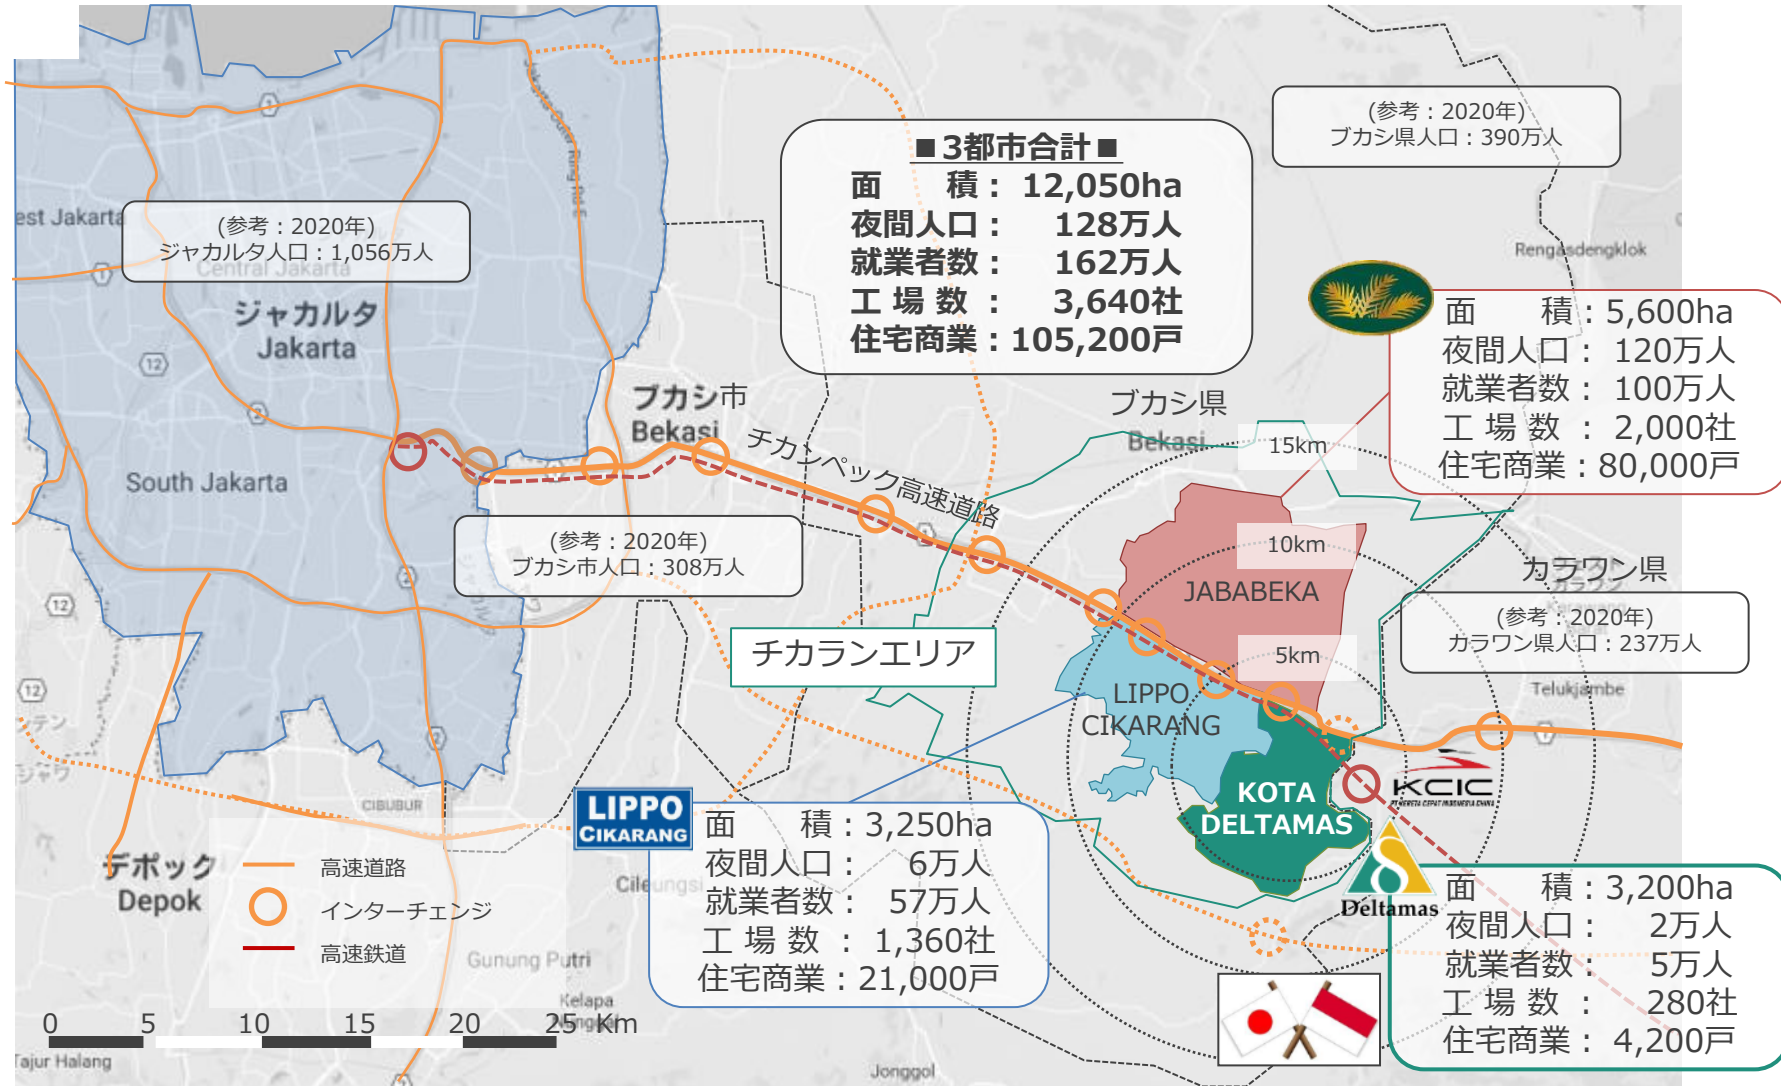 ■3都市合計■
面　　積： 12,050ha
夜間人口：　128万人
就業者数：　162万人
工 場 数 ：　3,640社
住宅商業：105,200戸
(参考：2020年)
ブカシ県人口：390万人
(参考：2020年)
ジャカルタ人口：1,056万人
est Jakarta
Central Jakarta
ジャカルタ
Jakarta
South Jakarta
Rengasdengklok
面　　積：5,600ha
夜間人口： 120万人
就業者数： 100万人
工 場 数 ： 2,000社
住宅商業：80,000戸
ブカシ市
Bekasi
チカンペック高速道路
ブカシ県
Bekasi
15km
10km
5km
(参考：2020年)
ブカシ市人口：308万人
JABABEKA
カラワン県
(参考：2020年)
カラワン県人口：237万人
チカランエリア
Telukjambe
LIPPO
CIKARANG
KOTA
DELTAMAS
KCIC
PT KERETA CEPAT INDONESIA CHINA
LIPPO
CIKARANG
面　　積：3,250ha
夜間人口：　6万人
就業者数： 57万人
工 場 数 ： 1,360社
住宅商業：21,000戸
Deltamas
面　　積：3,200ha
夜間人口：　2万人
就業者数：　5万人
工 場 数 ：　280社
住宅商業： 4,200戸
CIBUBUR
デポック
Depok
高速道路
インターチェンジ
高速鉄道
Gunung Putri
Kelapa
0 5 10 15 20 25 Km
Tajur Halang
Jonggol